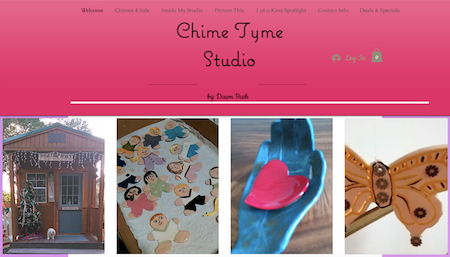 Welcome Chimes 4 Sale Inside My Studio Picture This 1 of a Kind Spotlight Contact Info Deals & Specials
Chime Tyme
Studio
Log In
by Dawn Bush